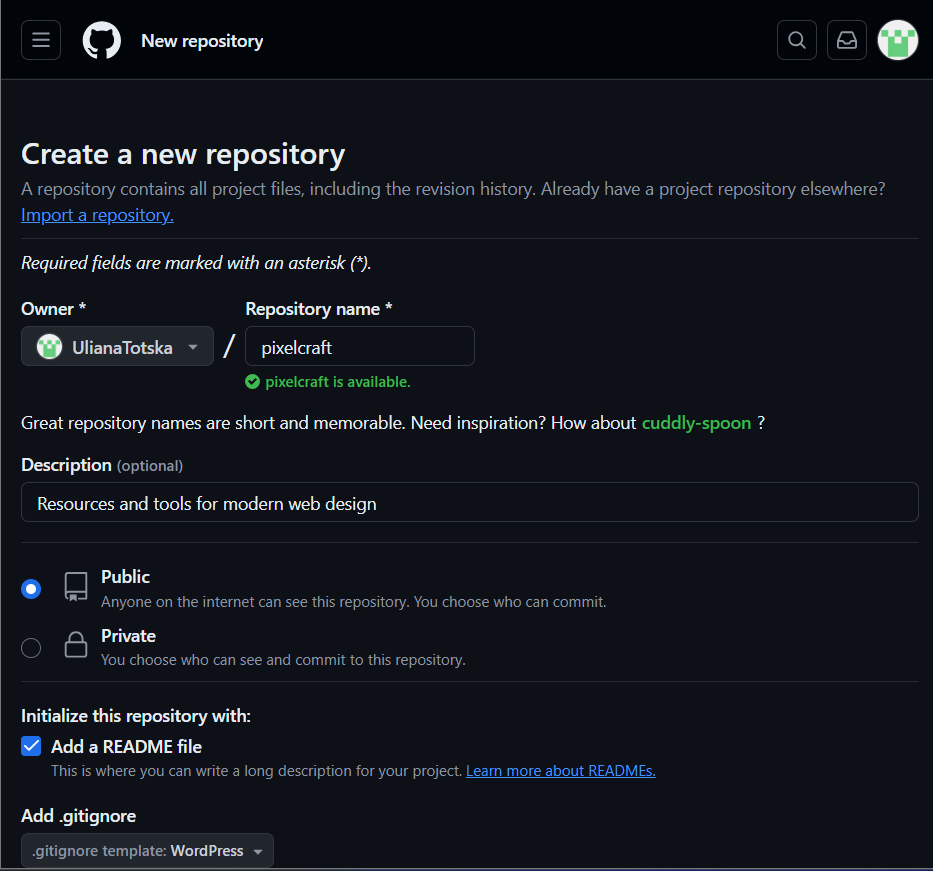 New repository
Create a new repository
A repository contains all project files, including the revision history. Already have a project repository elsewhere?
Import a repository.
Required fields are marked with an asterisk (*).
Owner * Repository name *
UlianaTotska / pixelcraft
pixelcraft is available.
Great repository names are short and memorable. Need inspiration? How about cuddly-spoon ?
Description (optional)
Resources and tools for modern web design
Public
Anyone on the internet can see this repository. You choose who can commit.
Private
You choose who can see and commit to this repository.
Initialize this repository with:
Add a README file
This is where you can write a long description for your project. Learn more about READMEs.
Add .gitignore
.gitignore template: WordPress